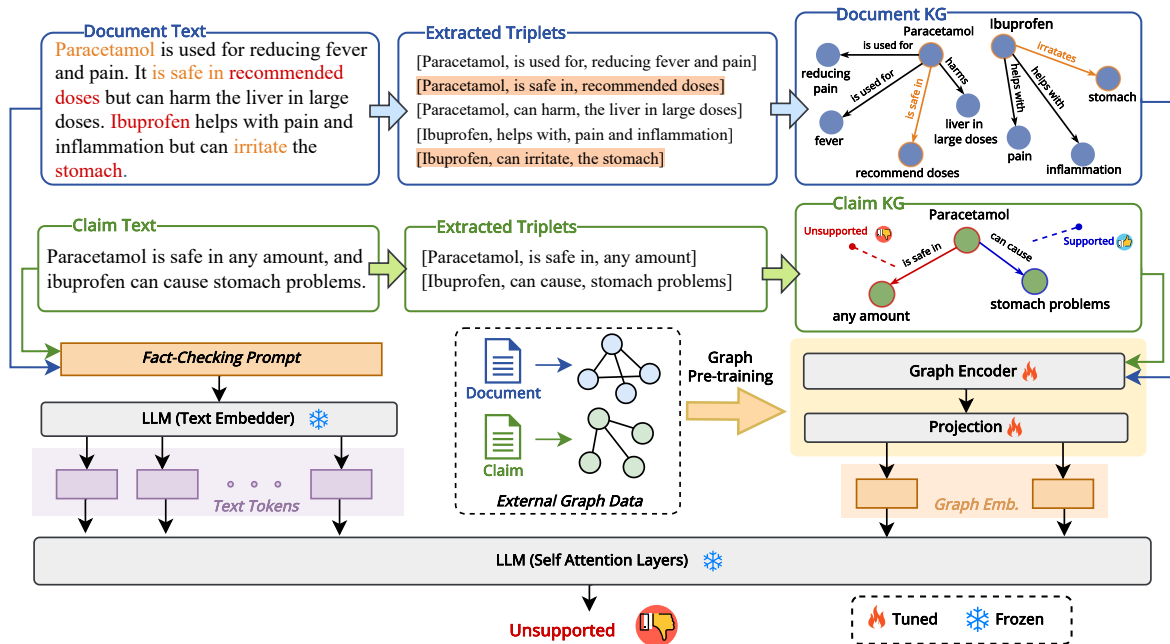 Document Text
Paracetamol is used for reducing fever
and pain. It is safe in recommended
doses but can harm the liver in large
doses. Ibuprofen helps with pain and
inflammation but can irritate the
stomach.
Extracted Triplets
[Paracetamol, is used for, reducing fever and pain]
[Paracetamol, is safe in, recommended doses]
[Paracetamol, can harm, the liver in large doses]
[Ibuprofen, helps with, pain and inflammation]
[Ibuprofen, can irritate, the stomach]
Document KG
Paracetamol
Ibuprofen
is used for
reducing
pain
is used for
fever
is safe in
recommend doses
harms
liver in
large doses
irratates
stomach
helps with
pain
helps with
inflammation
Claim Text
Paracetamol is safe in any amount, and
ibuprofen can cause stomach problems.
Extracted Triplets
[Paracetamol, is safe in, any amount]
[Ibuprofen, can cause, stomach problems]
Claim KG
Paracetamol
Unsupported
is safe in
can cause
Supported
any amount
stomach problems
Fact-Checking Prompt
LLM (Text Embedder)
Text Tokens
Document
Claim
External Graph Data
Graph
Pre-training
Graph Encoder
Projection
Graph Emb.
LLM (Self Attention Layers)
Unsupported
Tuned
Frozen